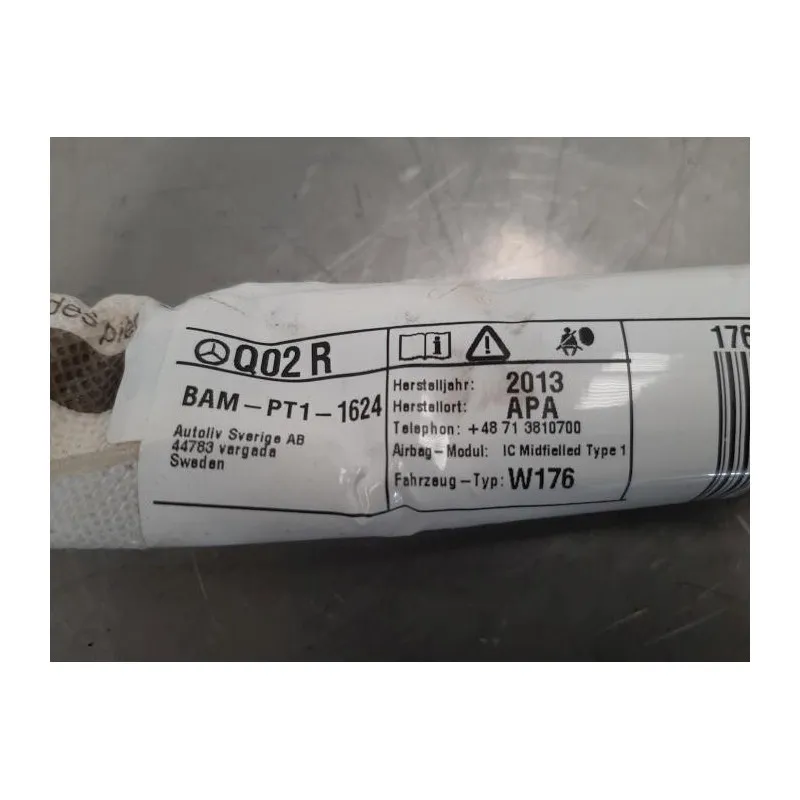 des
Q02 R
BAM-PT1-1624
Autoliv Sverige AB
44783 vargada
Sweden
Herstelljahr: 2013
Herstellort: APA
Telephon: +48 71 3810700
Airbag-Modul: IC Midfielled Type 1
Fahrzeug-Typ: W176
176